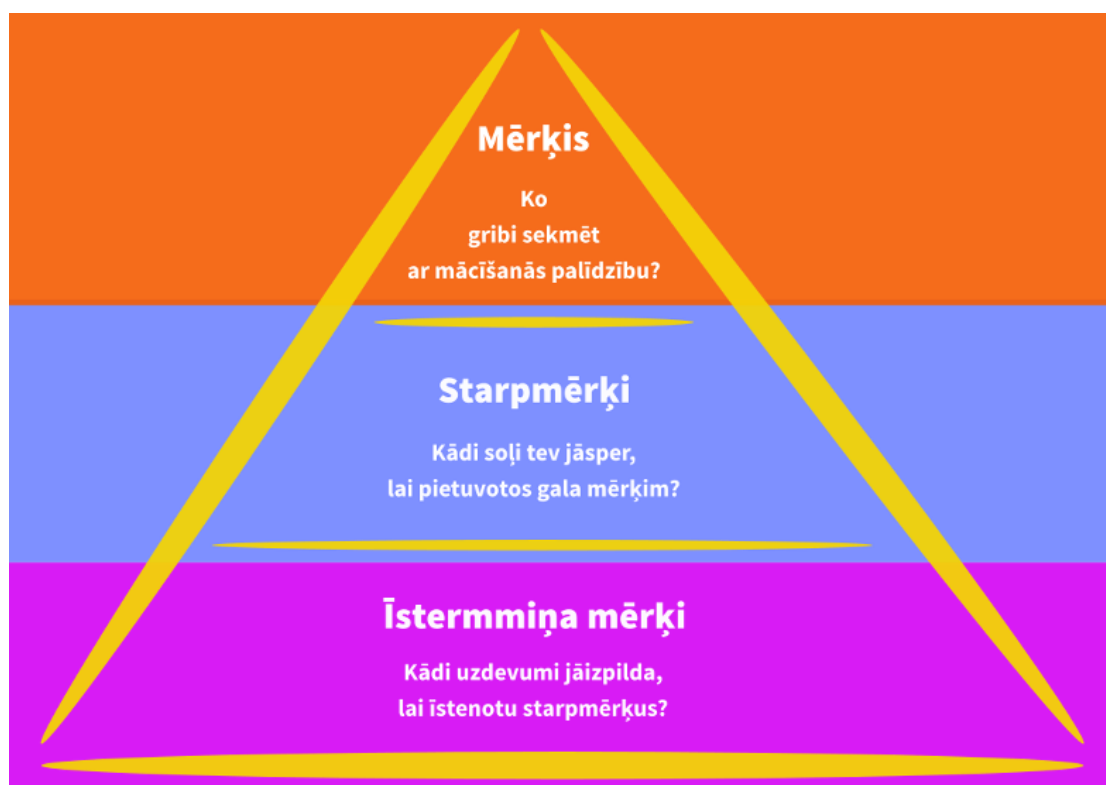 Mērķis
Ko
gribi sekmēt
ar mācīšanās palīdzību?
Starpmērķi
Kādi soļi tev jāsper,
lai pietuvotos gala mērķim?
Īstermmiņa mērķi
Kādi uzdevumi jāizpilda,
lai īstenotu starpmērķus?